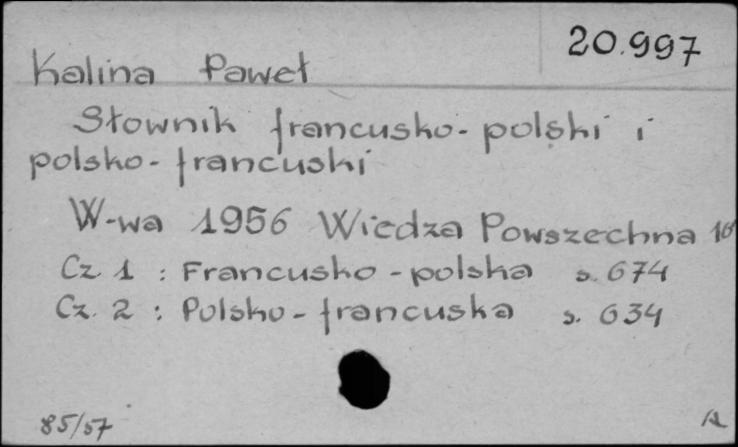 20.997
Kalina Paweł
Słownik francusko-polski i
polsko-francuski
W-wa 1956 Wiedza Powszechna 16°
Cz 1 : Francusko-polska s. 674
Cz. 2 : Polsko-francuska s. 634
85/57
A